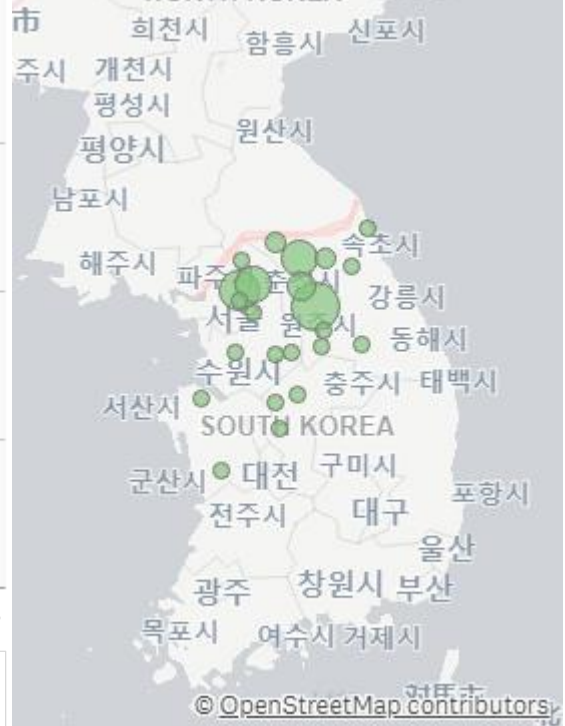 市
희천시
함흥시
신포시
주시
개천시
평성시
원산시
평양시
남포시
해주시
속초시
파주
서울
강릉시
동해시
수원시
충주시
태백시
서산시
SOUTH KOREA
군산시
대전
구미시
포항시
전주시
대구
울산
광주
창원시
부산
목포시
여수시
거제시
© OpenStreetMap contributors